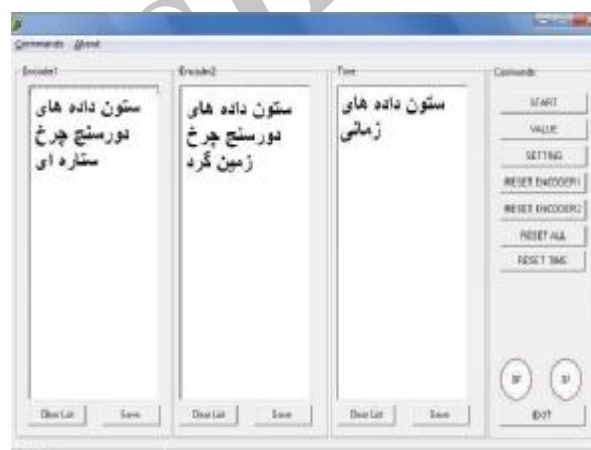 Commands About
Encoder1
ستون داده های
دورسنج چرخ
ستاره ای
Clear List Save
Encoder2
ستون داده های
دورسنج چرخ
زمین گرد
Clear List Save
Time
ستون داده های
زمانی
Clear List Save
Commands
START
VALUE
SETTING
RESET ENCODER1
RESET ENCODER2
RESET ALL
RESET TIME
EXIT